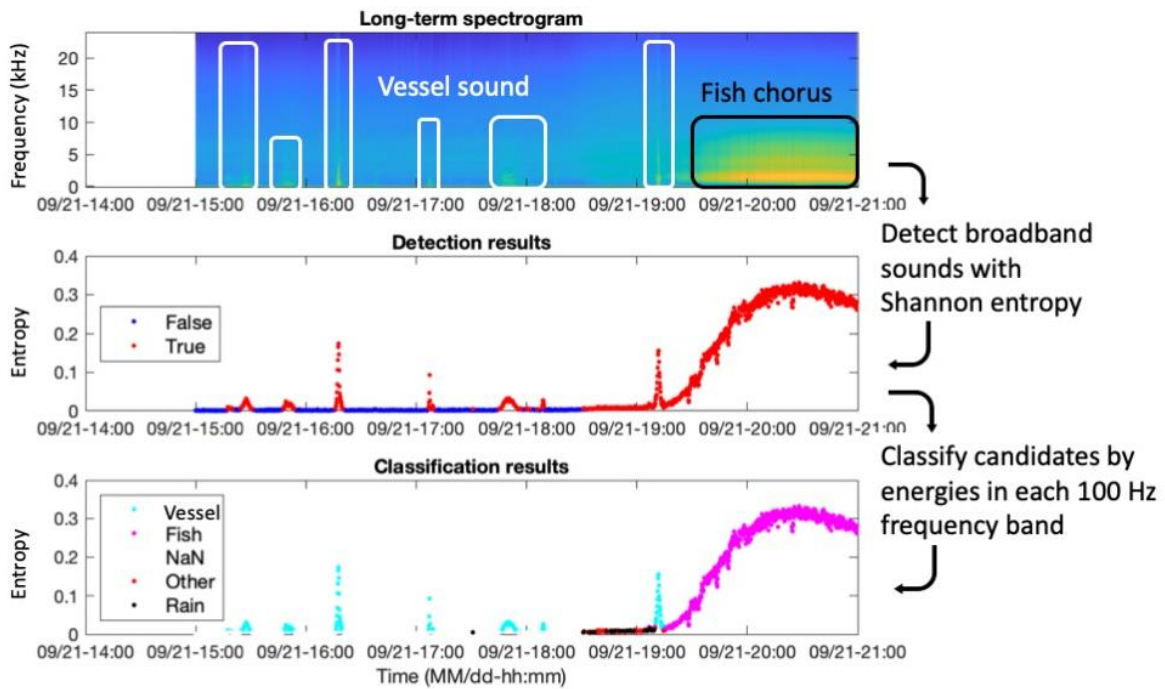 Long-term spectrogram
Frequency (kHz)
20
15
10
5
0
Vessel sound
Fish chorus
09/21-14:00 09/21-15:00 09/21-16:00 09/21-17:00 09/21-18:00 09/21-19:00 09/21-20:00 09/21-21:00
Detect broadband
sounds with
Shannon entropy
Detection results
Entropy
0.4
0.3
0.2
0.1
0
False
True
09/21-14:00 09/21-15:00 09/21-16:00 09/21-17:00 09/21-18:00 09/21-19:00 09/21-20:00 09/21-21:00
Classify candidates by
energies in each 100 Hz
frequency band
Classification results
Entropy
0.4
0.3
0.2
0.1
0
Vessel
Fish
NaN
Other
Rain
09/21-14:00 09/21-15:00 09/21-16:00 09/21-17:00 09/21-18:00 09/21-19:00 09/21-20:00 09/21-21:00
Time (MM/dd-hh:mm)